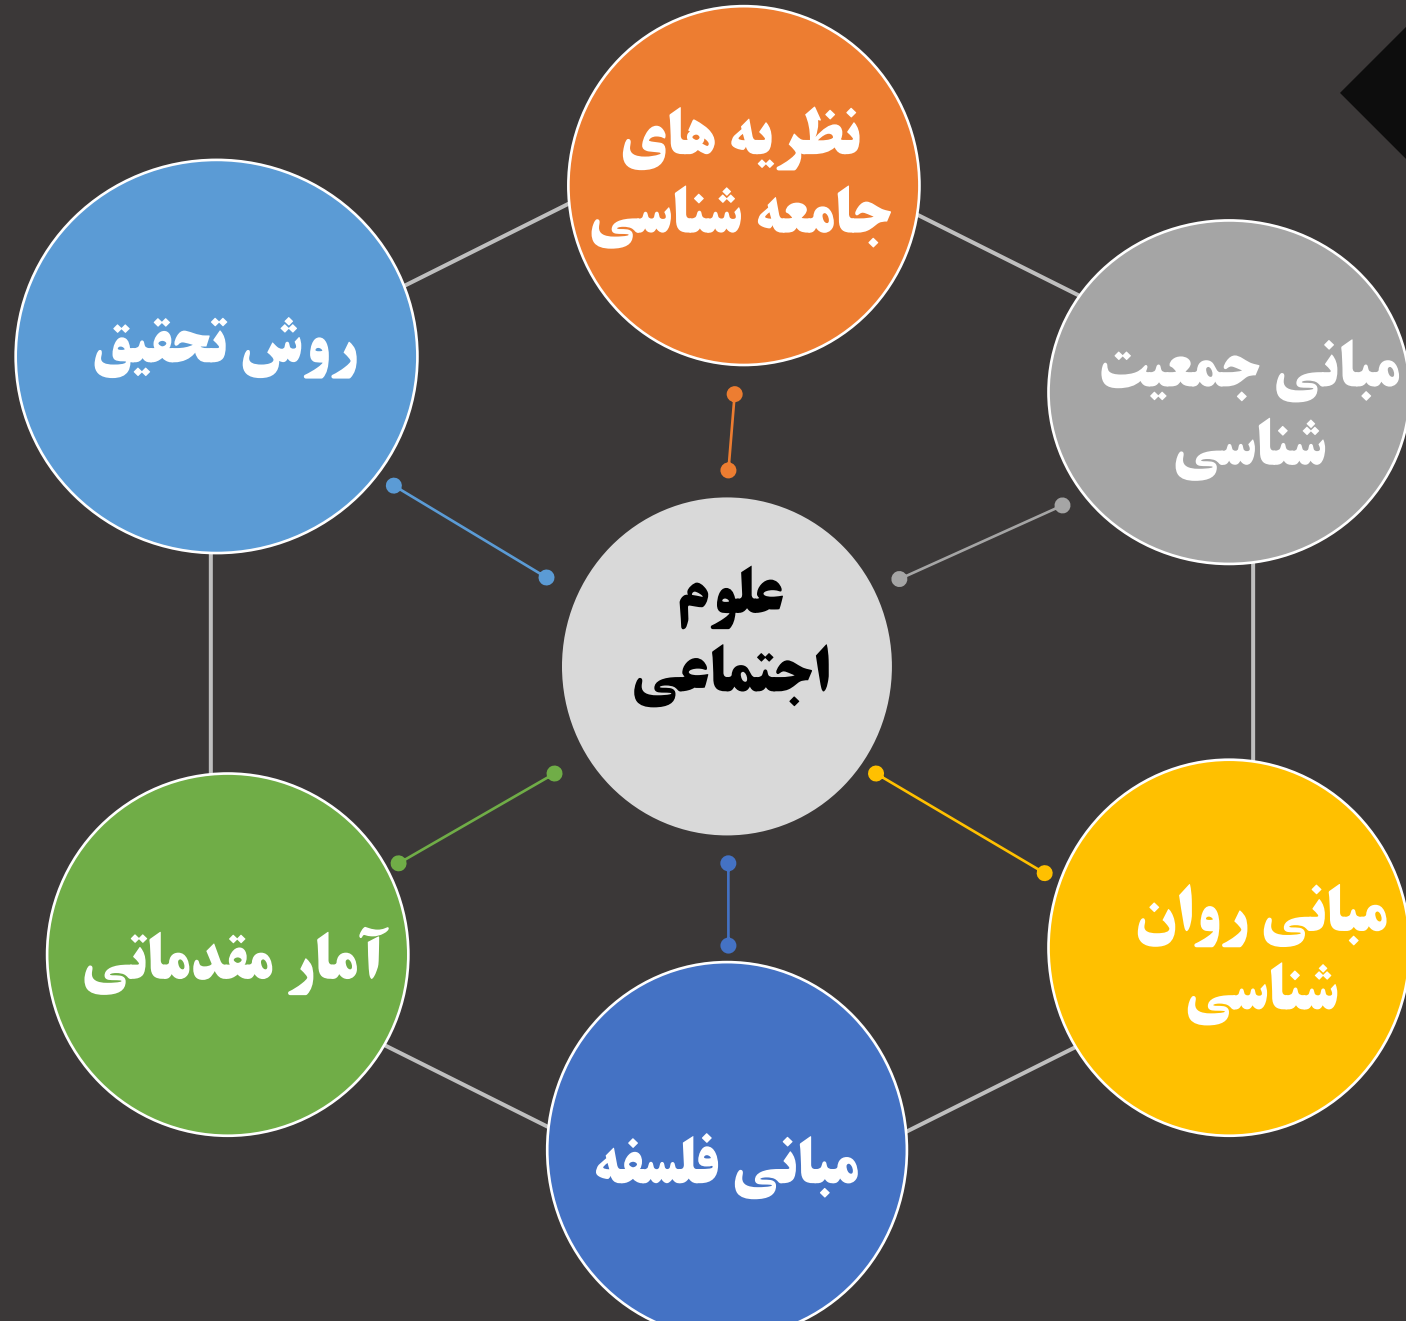 نظریه های
جامعه شناسی
مبانی جمعیت
شناسی
روش تحقیق
علوم
اجتماعی
مبانی روان
شناسی
آمار مقدماتی
مبانی فلسفه